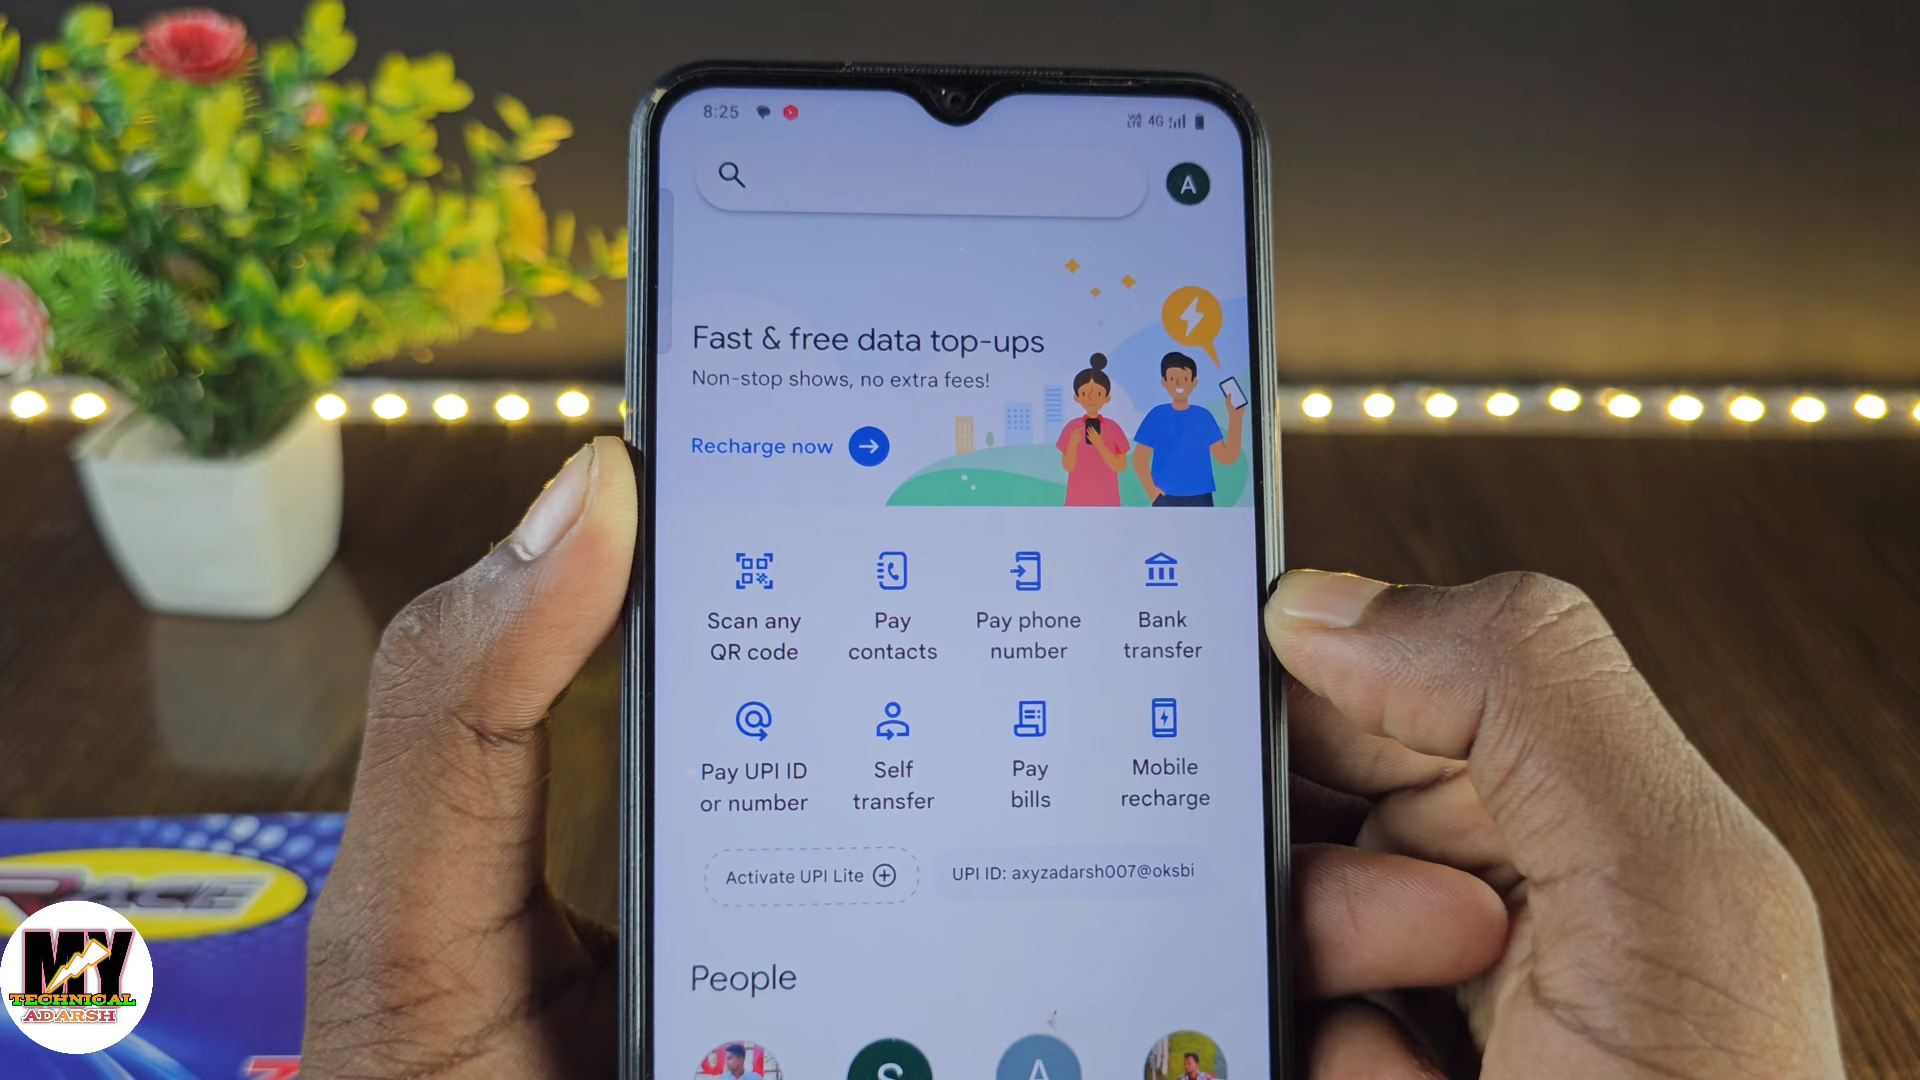 8:25
4G
A
Fast & free data top-ups
Non-stop shows, no extra fees!
Recharge now
Scan any
QR code
Pay
contacts
Pay phone
number
Bank
transfer
Pay UPI ID
or number
Self
transfer
Pay
bills
Mobile
recharge
Activate UPI Lite
UPI ID: axyzadarsh007@oksbi
People
S
A
MY
TECHNICAL
ADARSH